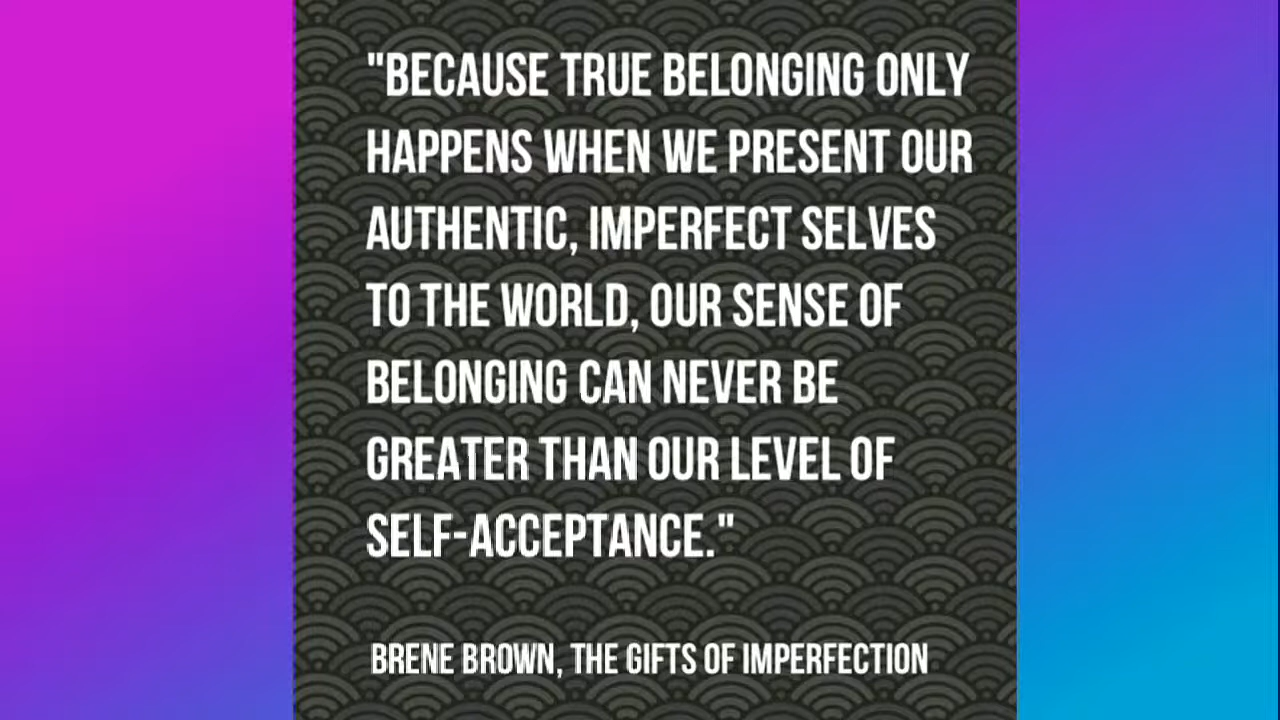 "BECAUSE TRUE BELONGING ONLY
HAPPENS WHEN WE PRESENT OUR
AUTHENTIC, IMPERFECT SELVES
TO THE WORLD, OUR SENSE OF
BELONGING CAN NEVER BE
GREATER THAN OUR LEVEL OF
SELF-ACCEPTANCE."
BRENE BROWN, THE GIFTS OF IMPERFECTION